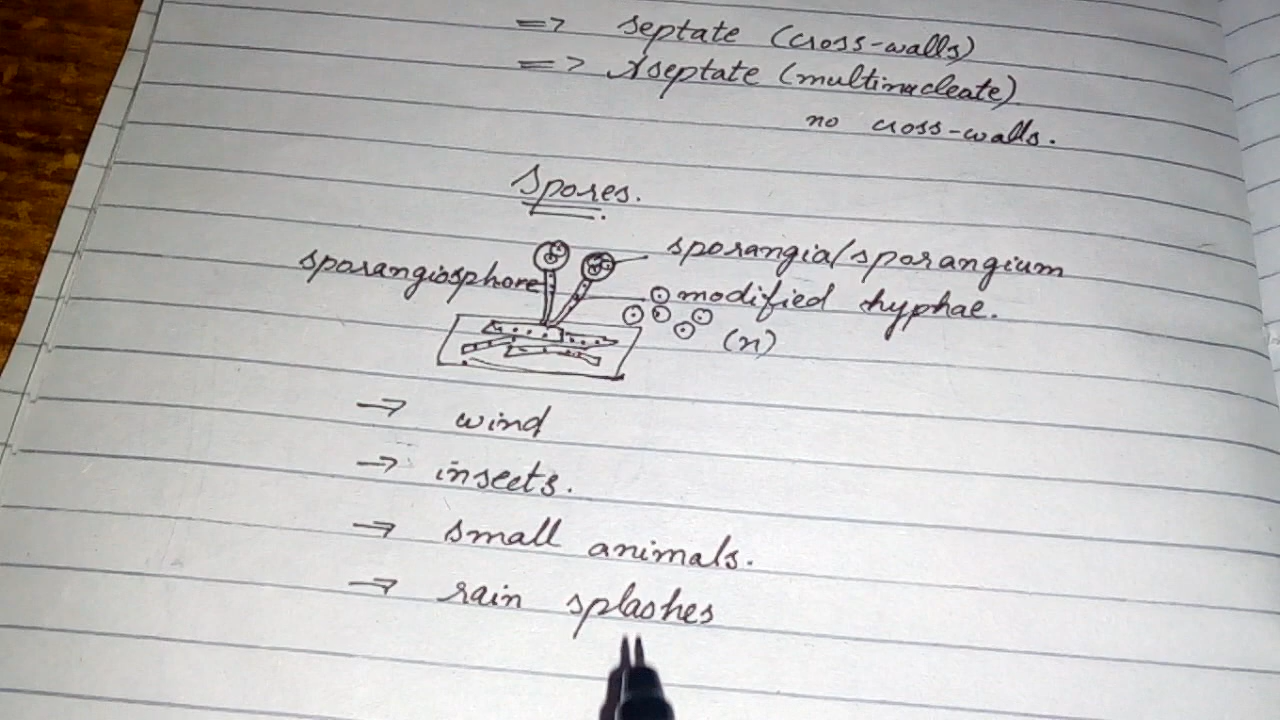 => septate (cross-walls)
=> Xseptate (multinucleate)
no cross-walls.
Spores.
sporangiosphore
sporangia/sporangium
modified hyphae.
(n)
→ wind
→ insects.
→ small animals.
→ rain splashes